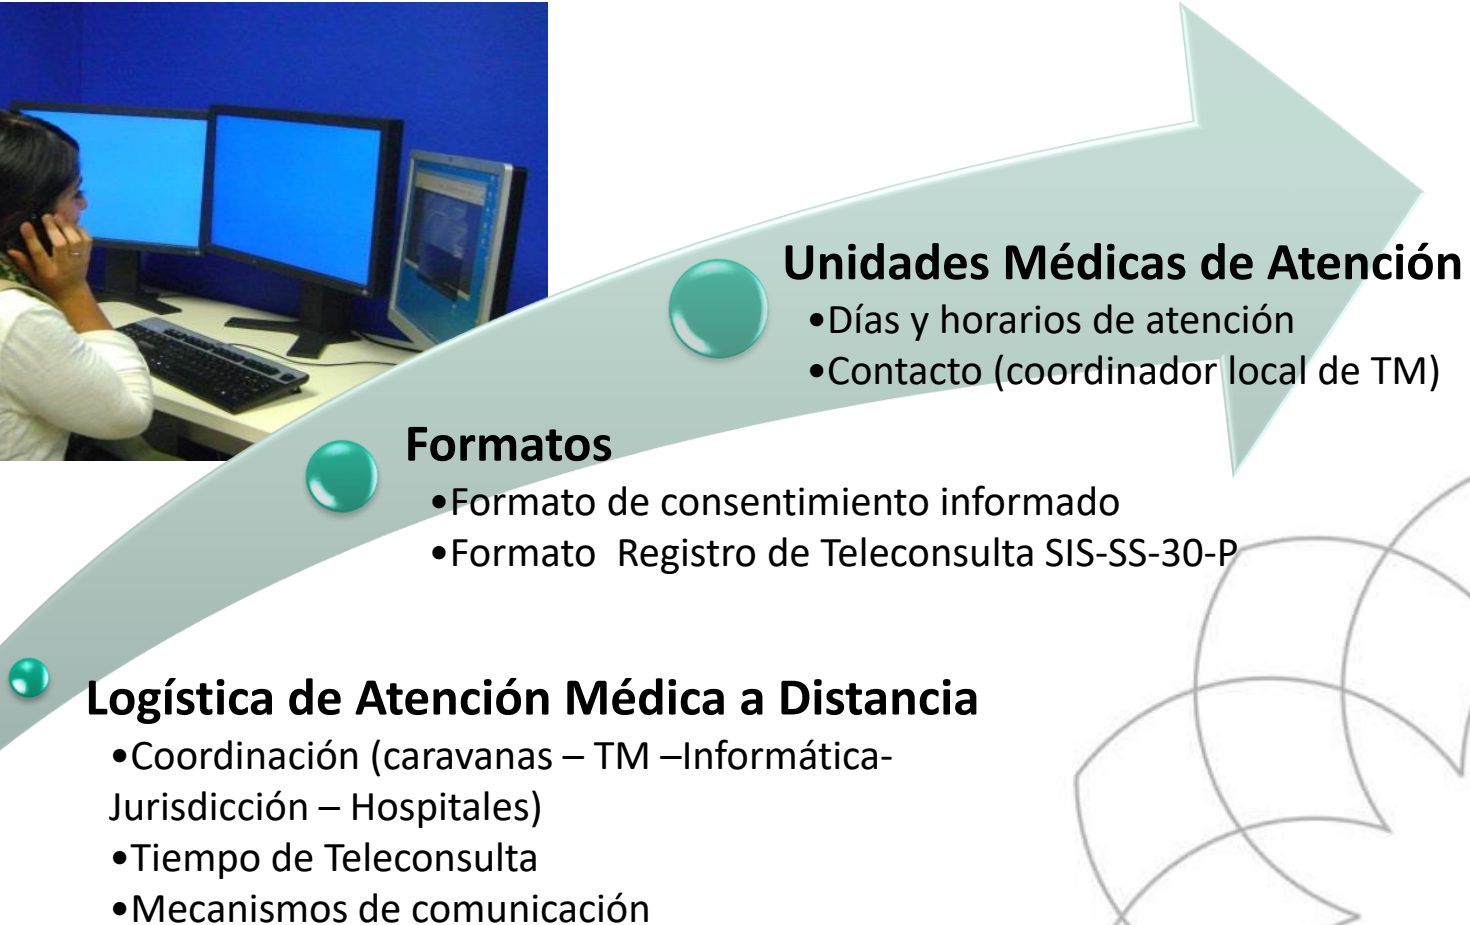 Unidades Médicas de Atención
•Días y horarios de atención
•Contacto (coordinador local de TM)
Formatos
•Formato de consentimiento informado
•Formato  Registro de Teleconsulta SIS-SS-30-P
Logística de Atención Médica a Distancia
•Coordinación (caravanas – TM –Informática-
Jurisdicción – Hospitales)
•Tiempo de Teleconsulta
•Mecanismos de comunicación